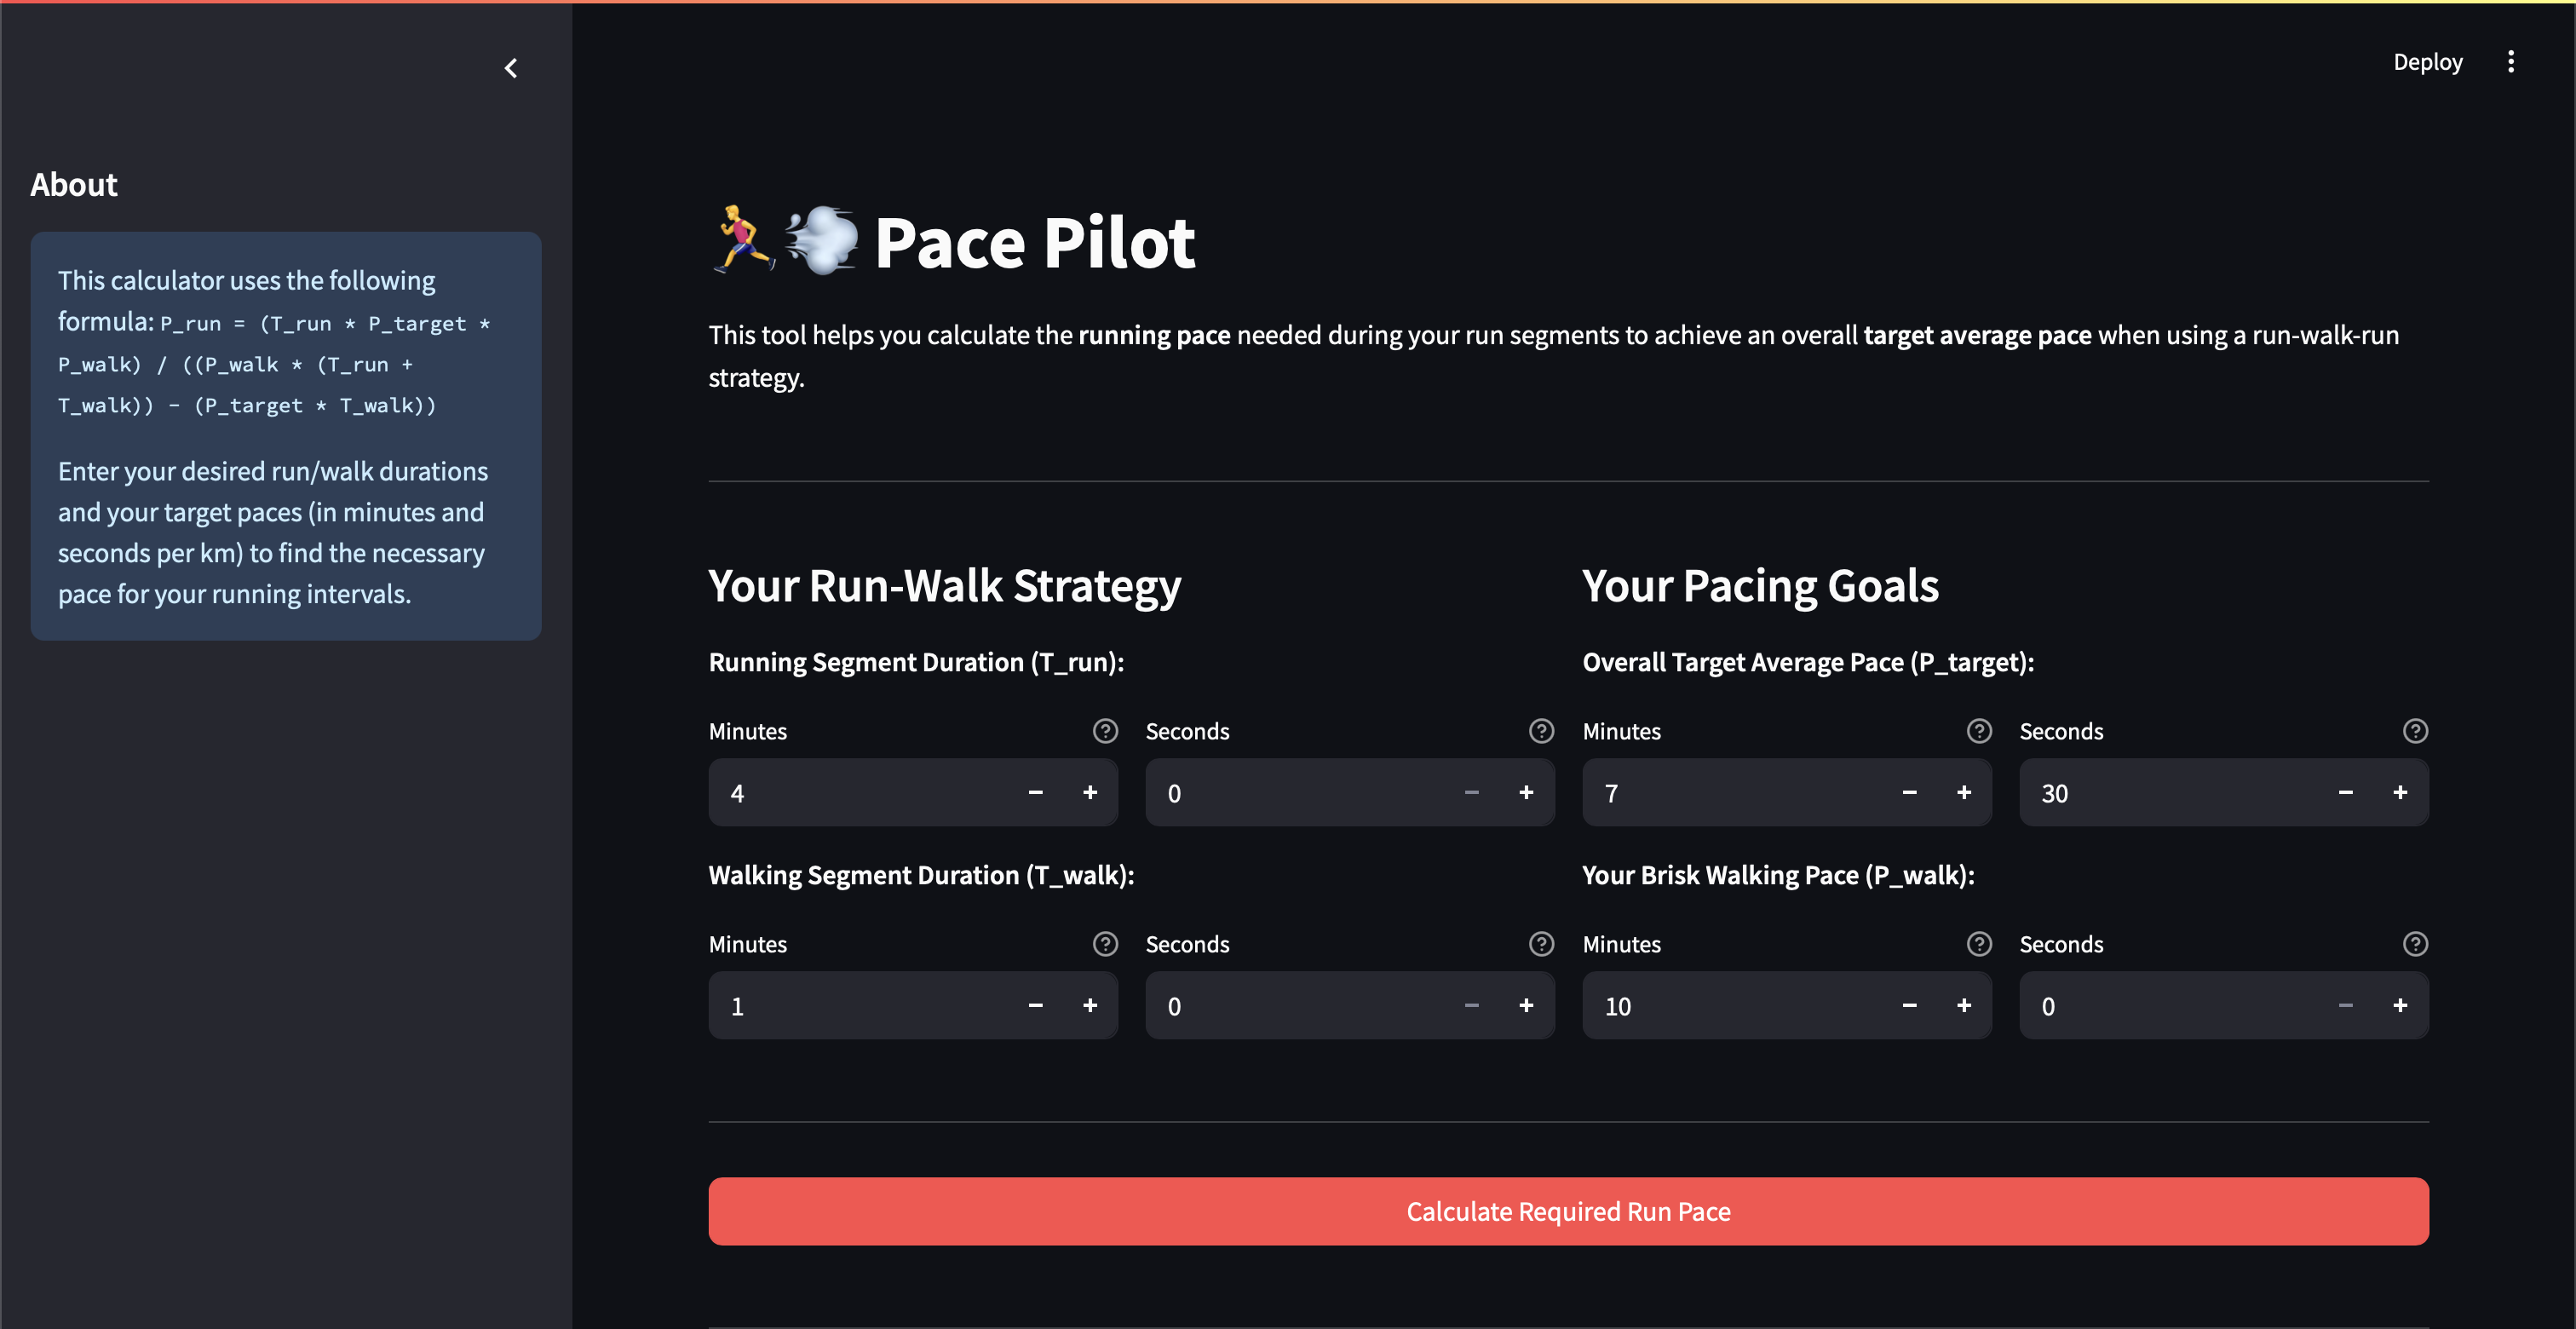 Deploy
About
This calculator uses the following
formula: P_run = (T_run * P_target *
P_walk) / ((P_walk * (T_run +
T_walk)) - (P_target * T_walk))
Enter your desired run/walk durations
and your target paces (in minutes and
seconds per km) to find the necessary
pace for your running intervals.
Pace Pilot
This tool helps you calculate the running pace needed during your run segments to achieve an overall target average pace when using a run-walk-run
strategy.
Your Run-Walk Strategy
Running Segment Duration (T_run):
Minutes
4
Seconds
0
Walking Segment Duration (T_walk):
Minutes
1
Seconds
0
Your Pacing Goals
Overall Target Average Pace (P_target):
Minutes
7
Seconds
30
Your Brisk Walking Pace (P_walk):
Minutes
10
Seconds
0
Calculate Required Run Pace